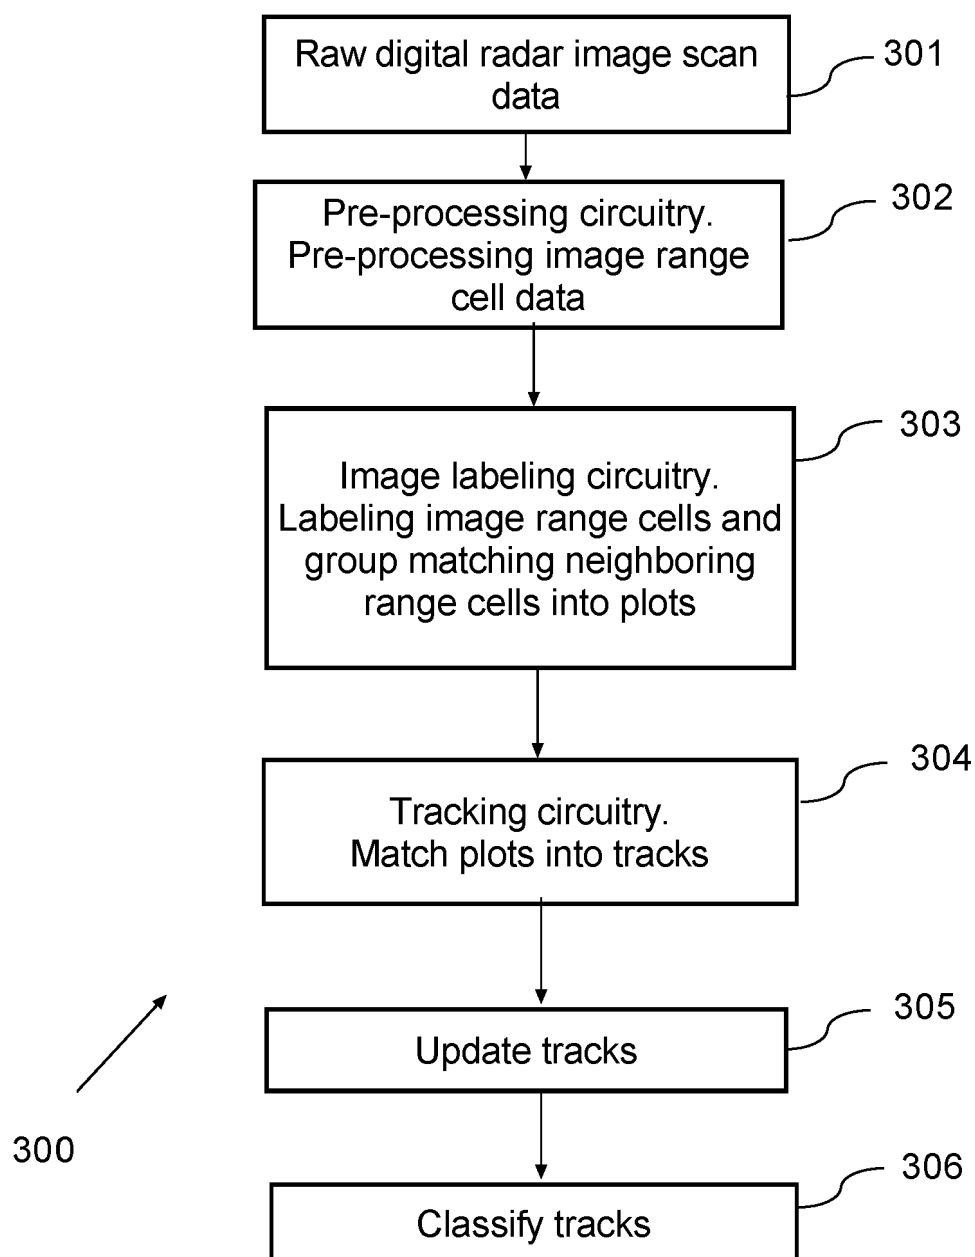 Raw digital radar image scan
data
301
Pre-processing circuitry.
Pre-processing image range
cell data
302
Image labeling circuitry.
Labeling image range cells and
group matching neighboring
range cells into plots
303
Tracking circuitry.
Match plots into tracks
304
Update tracks
305
300
Classify tracks
306